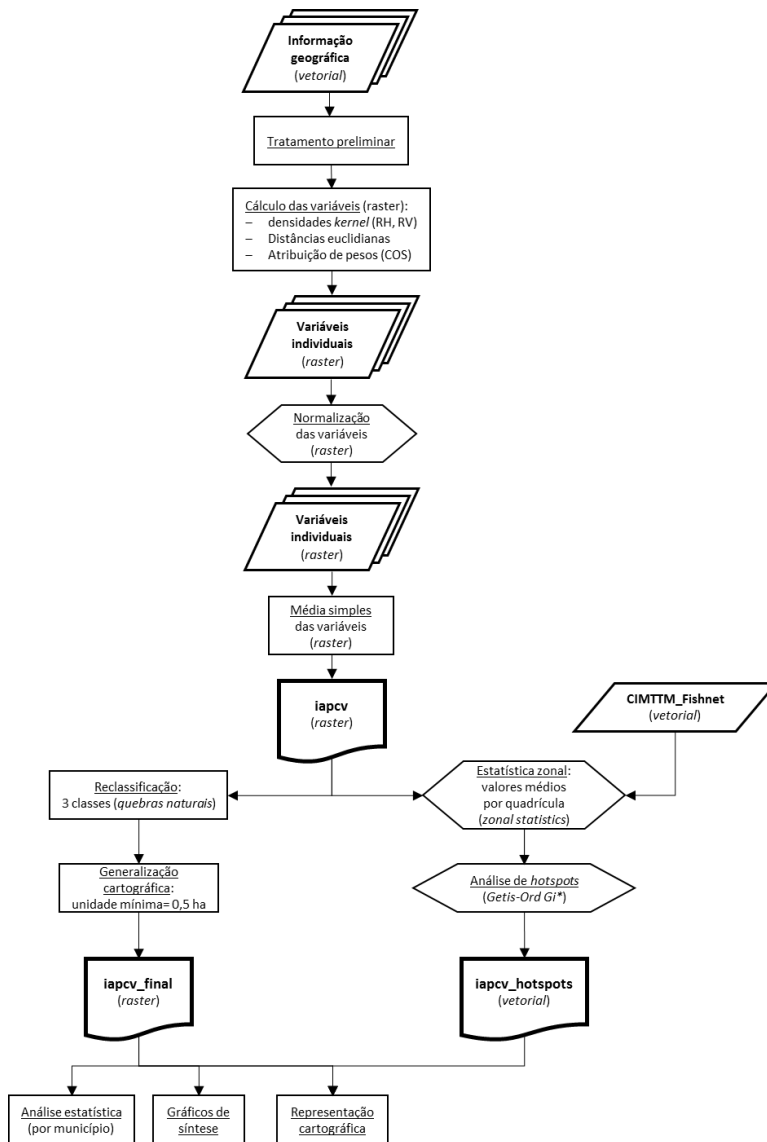 Informação
geográfica
(vetorial)
Tratamento preliminar
Cálculo das variáveis (raster):
– densidades kernel (RH, RV)
– Distâncias euclidianas
– Atribuição de pesos (COS)
Variáveis
individuais
(raster)
Normalização
das variáveis
(raster)
Variáveis
individuais
(raster)
Média simples
das variáveis
(raster)
iapcv
(raster)
CIMTTM_Fishnet
(vetorial)
Reclassificação:
3 classes (quebras naturais)
Estatística zonal:
valores médios
por quadrícula
(zonal statistics)
Generalização
cartográfica:
unidade mínima= 0,5 ha
Análise de hotspots
(Getis-Ord Gi*)
iapcv_final
(raster)
iapcv_hotspots
(vetorial)
Análise estatística
(por município)
Gráficos de
síntese
Representação
cartográfica